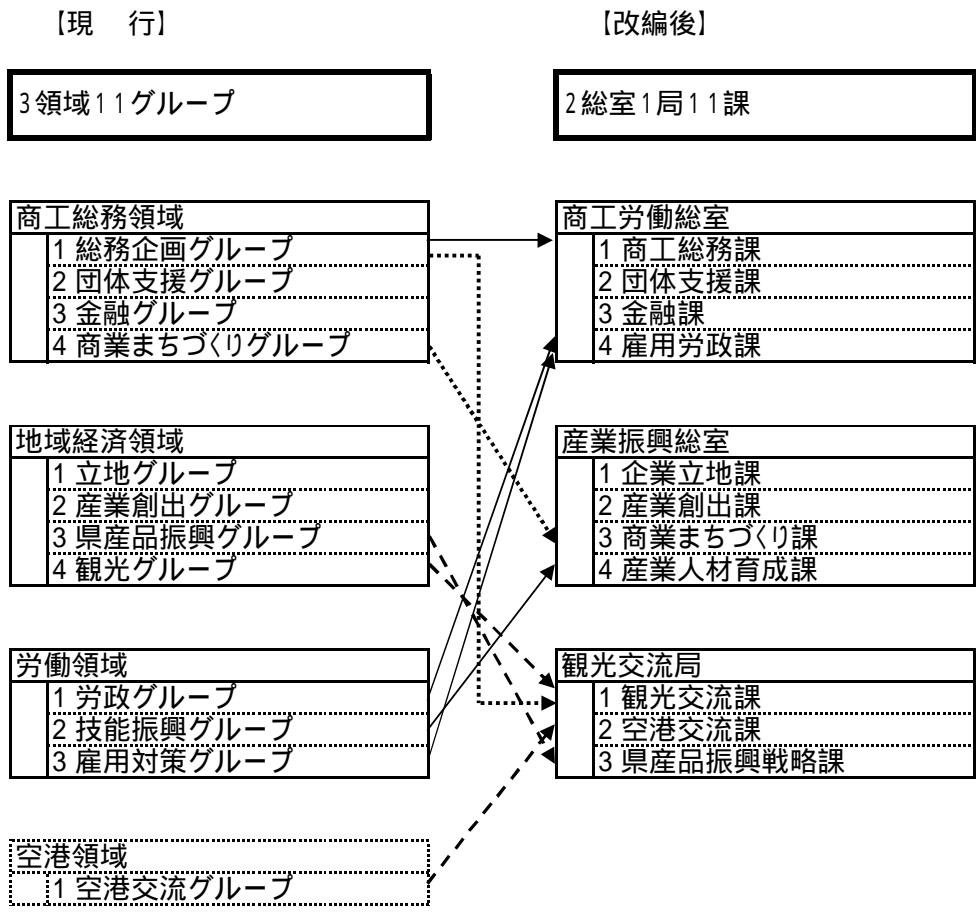 【現　行】
3領域11グループ
商工総務領域
1 総務企画グループ
2 団体支援グループ
3 金融グループ
4 商業まちづくりグループ
地域経済領域
1 立地グループ
2 産業創出グループ
3 県産品振興グループ
4 観光グループ
労働領域
1 労政グループ
2 技能振興グループ
3 雇用対策グループ
空港領域
1 空港交流グループ
【改編後】
2総室1局11課
商工労働総室
1 商工総務課
2 団体支援課
3 金融課
4 雇用労政課
産業振興総室
1 企業立地課
2 産業創出課
3 商業まちづくり課
4 産業人材育成課
観光交流局
1 観光交流課
2 空港交流課
3 県産品振興戦略課